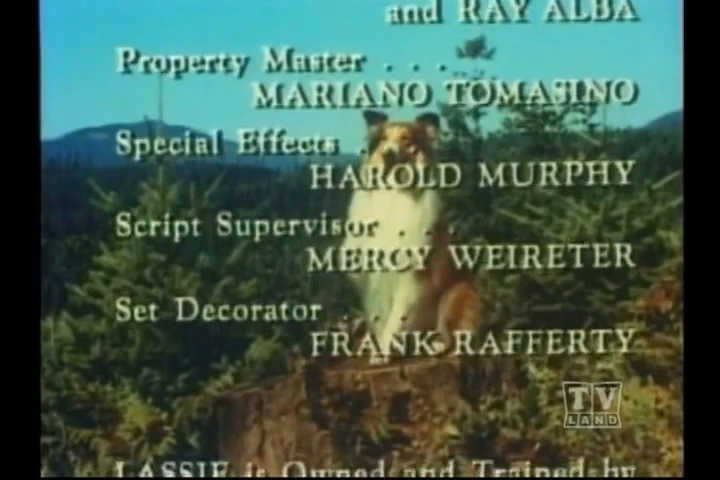 and RAY ALBA
Property Master . . .
MARIANO TOMASINO
Special Effects .
HAROLD MURPHY
Script Supervisor . . .
MERCY WEIRETER
Set Decorator . . .
FRANK RAFFERTY
TV
LAND
LASSIE is Owned and Trained by